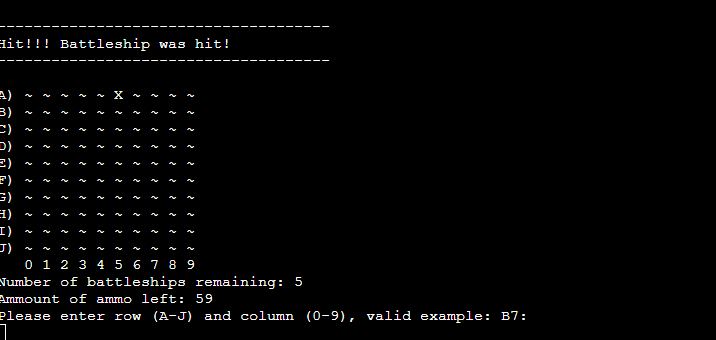 -------------------------------------
Hit!!! Battleship was hit!
-------------------------------------
A) ~ ~ ~ ~ ~ X ~ ~ ~ ~
B) ~ ~ ~ ~ ~ ~ ~ ~ ~ ~
C) ~ ~ ~ ~ ~ ~ ~ ~ ~ ~
D) ~ ~ ~ ~ ~ ~ ~ ~ ~ ~
E) ~ ~ ~ ~ ~ ~ ~ ~ ~ ~
F) ~ ~ ~ ~ ~ ~ ~ ~ ~ ~
G) ~ ~ ~ ~ ~ ~ ~ ~ ~ ~
H) ~ ~ ~ ~ ~ ~ ~ ~ ~ ~
I) ~ ~ ~ ~ ~ ~ ~ ~ ~ ~
J) ~ ~ ~ ~ ~ ~ ~ ~ ~ ~
0 1 2 3 4 5 6 7 8 9
Number of battleships remaining: 5
Ammount of ammo left: 59
Please enter row (A-J) and column (0-9), valid example: B7: